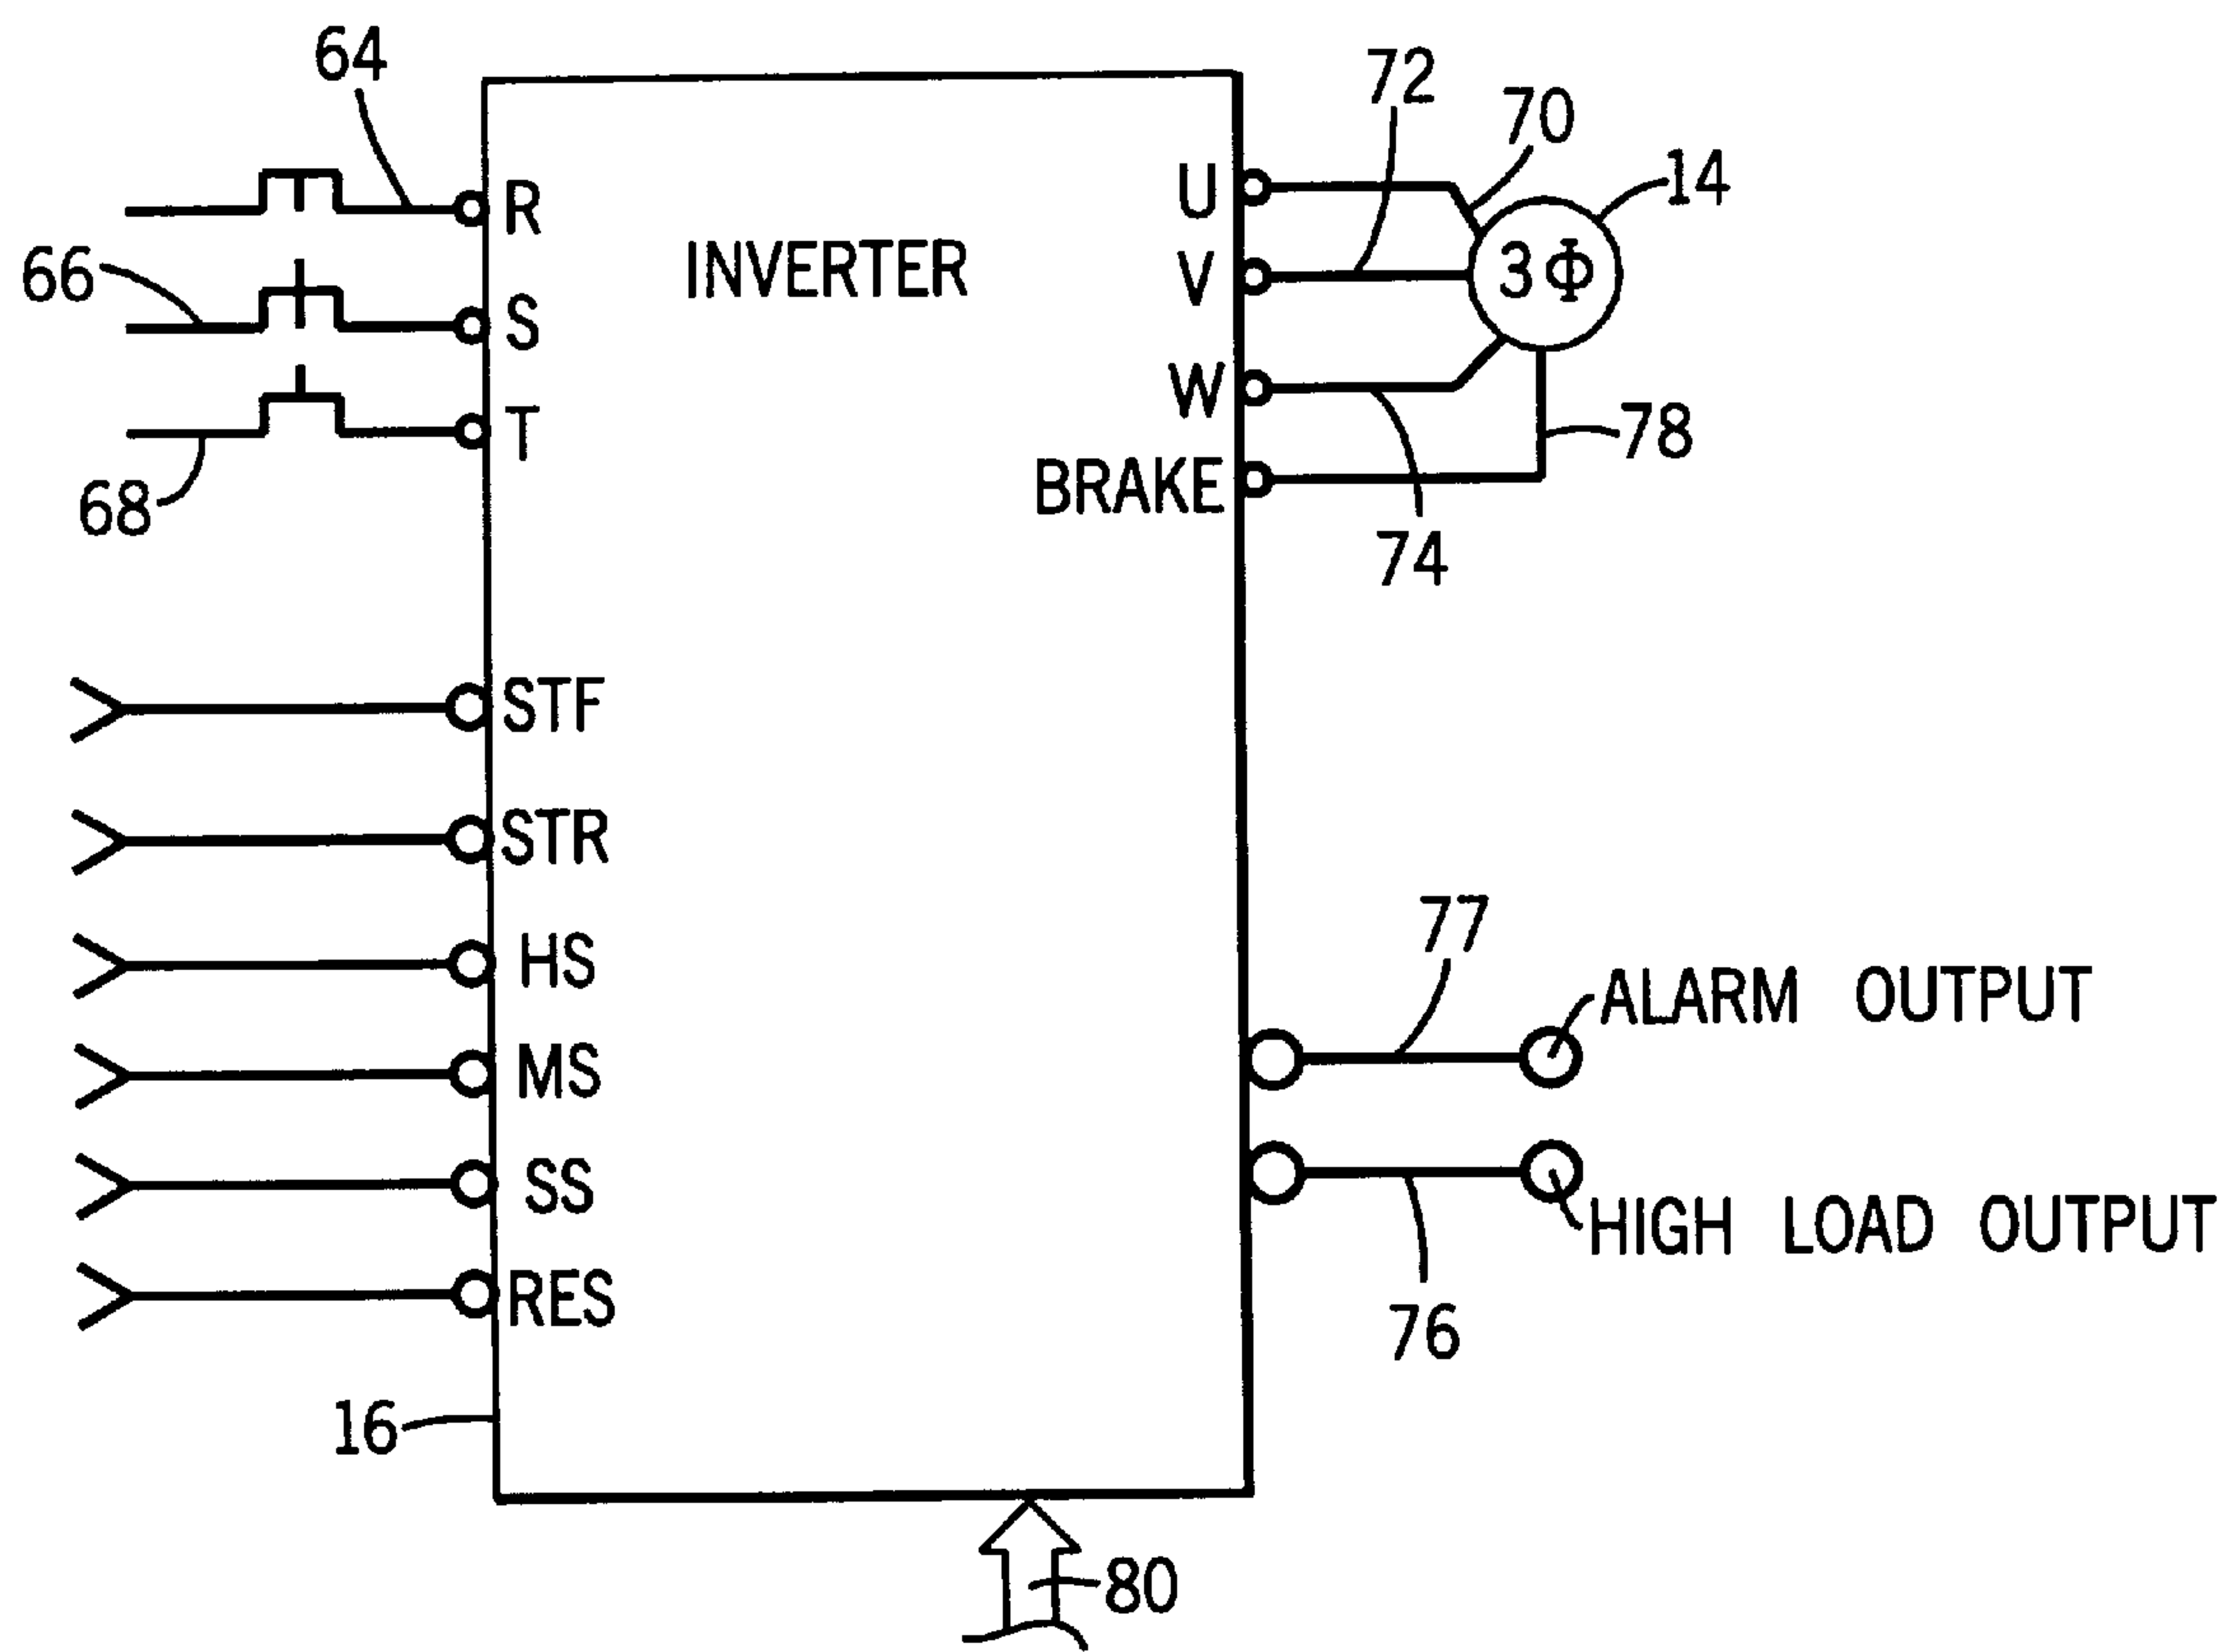 64
72
70
14
U
R
66
INVERTER
V
3Φ
S
W
T
78
68
BRAKE
74
STF
STR
77
HS
ALARM OUTPUT
MS
SS
HIGH LOAD OUTPUT
RES
76
16
80